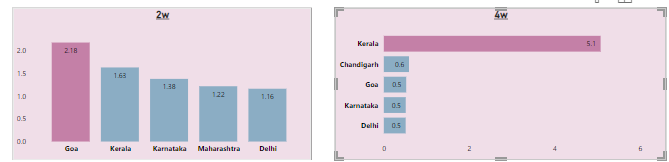 2w
2.0
1.5
1.0
0.5
0.0
2.18
1.63
1.38
1.22
1.16
Goa Kerala Karnataka Maharashtra Delhi
4w
Kerala 5.1
Chandigarh 0.6
Goa 0.5
Karnataka 0.5
Delhi 0.5
0 2 4 6